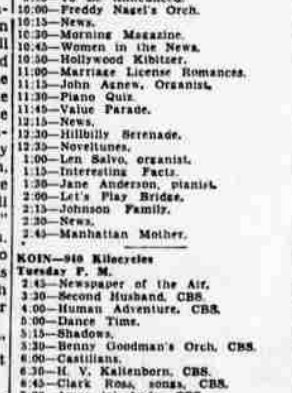 10:00—Freddy Nagel's Orch.
10:15—News.
10:30—Morning Magazine.
10:45—Women in the News.
10:50—Hollywood Kibitzer.
11:00—Marriage License Romances.
11:15—John Agnew, Organist.
11:30—Piano Quiz.
11:45—Value Parade.
12:15—News.
12:30—Hillbilly Serenade.
12:35—Noveltunes.
1:00—Len Salvo, organist.
1:15—Interesting Facts.
1:30—Jane Anderson, pianist.
2:00—Let's Play Bridge.
2:15—Johnson Family.
2:30—News.
2:45—Manhattan Mother.
KOIN—940 Kilocycles
Tuesday P. M.
2:45—Newspaper of the Air.
3:30—Second Husband, CBS.
4:00—Human Adventure, CBS.
5:00—Dance Time.
5:15—Shadows.
5:30—Benny Goodman's Orch, CBS.
6:00—Castilians.
6:30—H. V. Kaltenborn, CBS.
6:45—Clark Ross, songs, CBS.